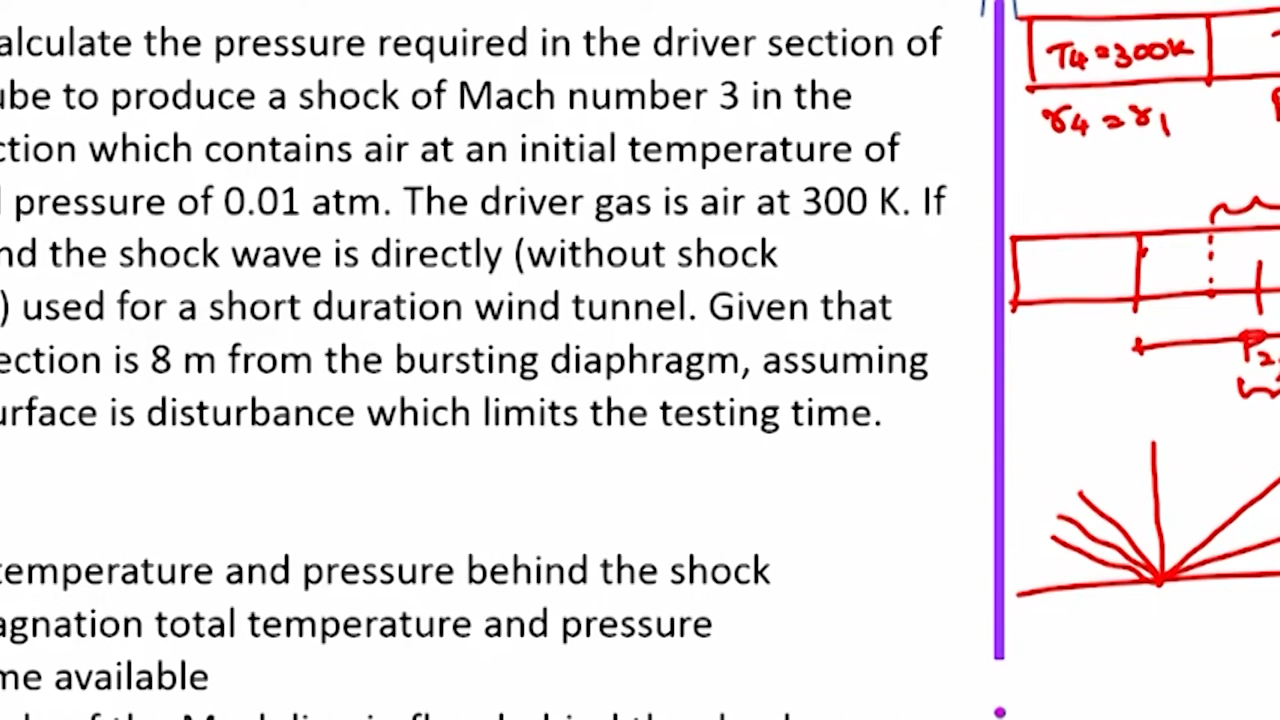 alculate the pressure required in the driver section of
ube to produce a shock of Mach number 3 in the
ction which contains air at an initial temperature of
l pressure of 0.01 atm. The driver gas is air at 300 K. If
nd the shock wave is directly (without shock
) used for a short duration wind tunnel. Given that
ection is 8 m from the bursting diaphragm, assuming
urface is disturbance which limits the testing time.
temperature and pressure behind the shock
agnation total temperature and pressure
me available
T4=300K
γ4=γ1
P2